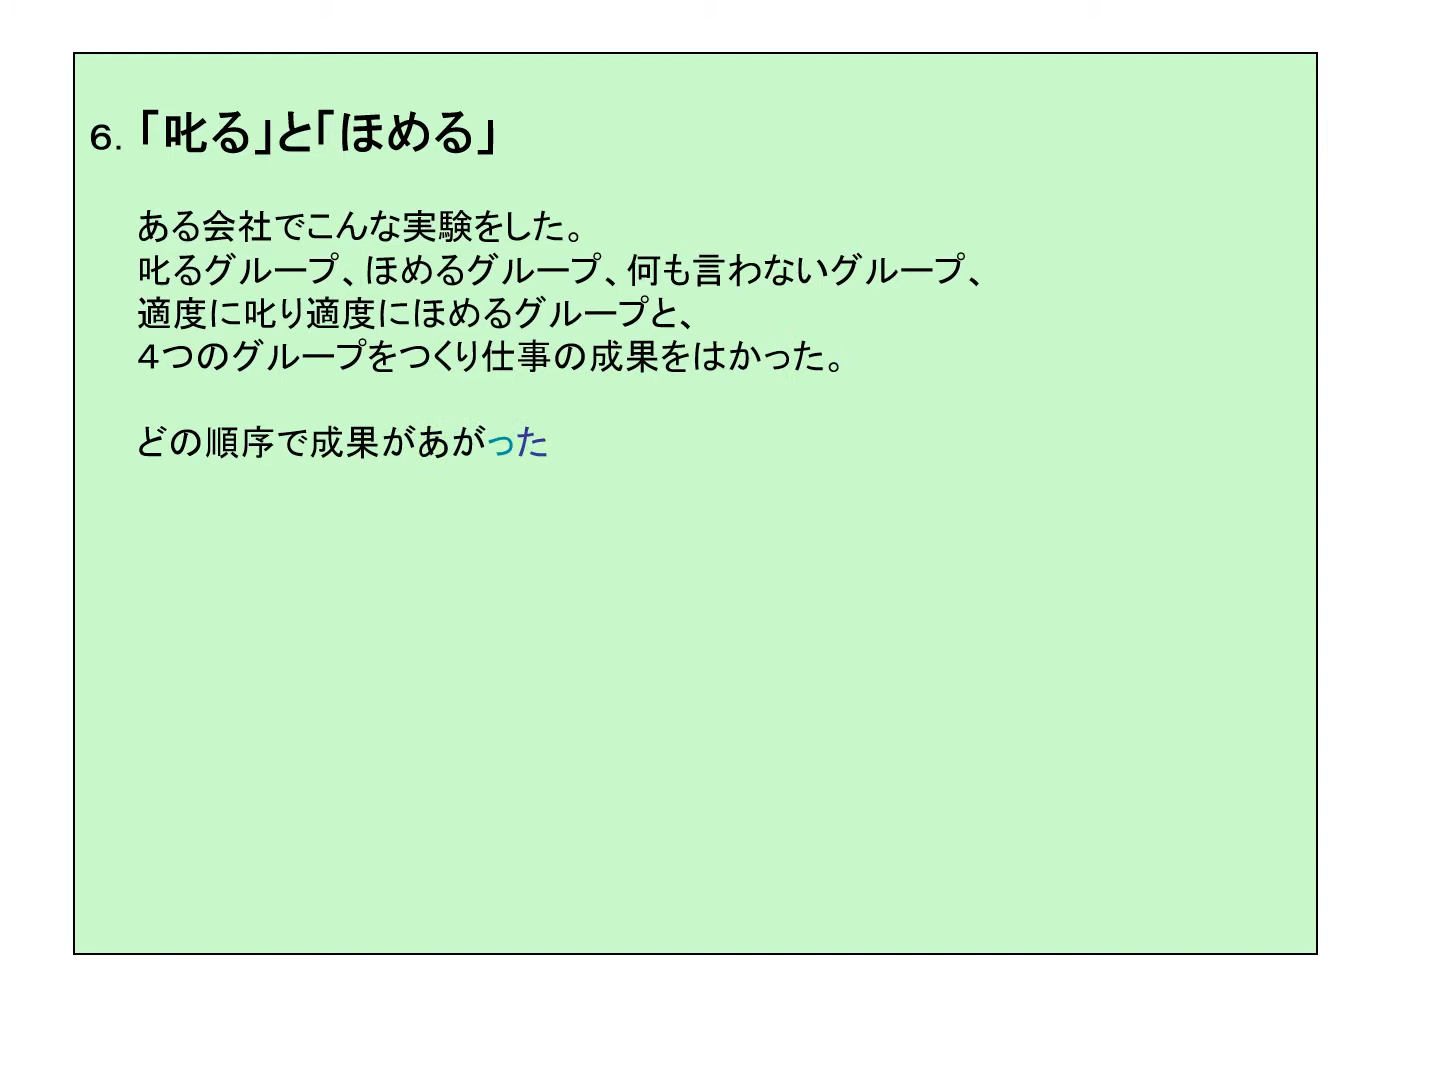 ６．「叱る」と「ほめる」
ある会社でこんな実験をした。
叱るグループ、ほめるグループ、何も言わないグループ、
適度に叱り適度にほめるグループと、
４つのグループをつくり仕事の成果をはかった。
どの順序で成果があがった